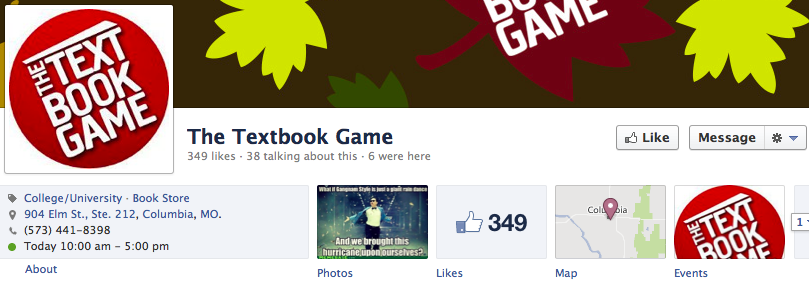 THE
TEXT
BOOK
GAME
BOOK
GAME
The Textbook Game
349 likes · 38 talking about this · 6 were here
Like
Message
College/University · Book Store
904 Elm St., Ste. 212, Columbia, MO.
(573) 441-8398
Today 10:00 am - 5:00 pm
About
What if Gangnam Style is just a giant rain dance
And we brought this
hurricane upon ourselves?
Photos
349
Likes
Columbia
Map
THE
TEXT
BOOK
GAME
Events
1